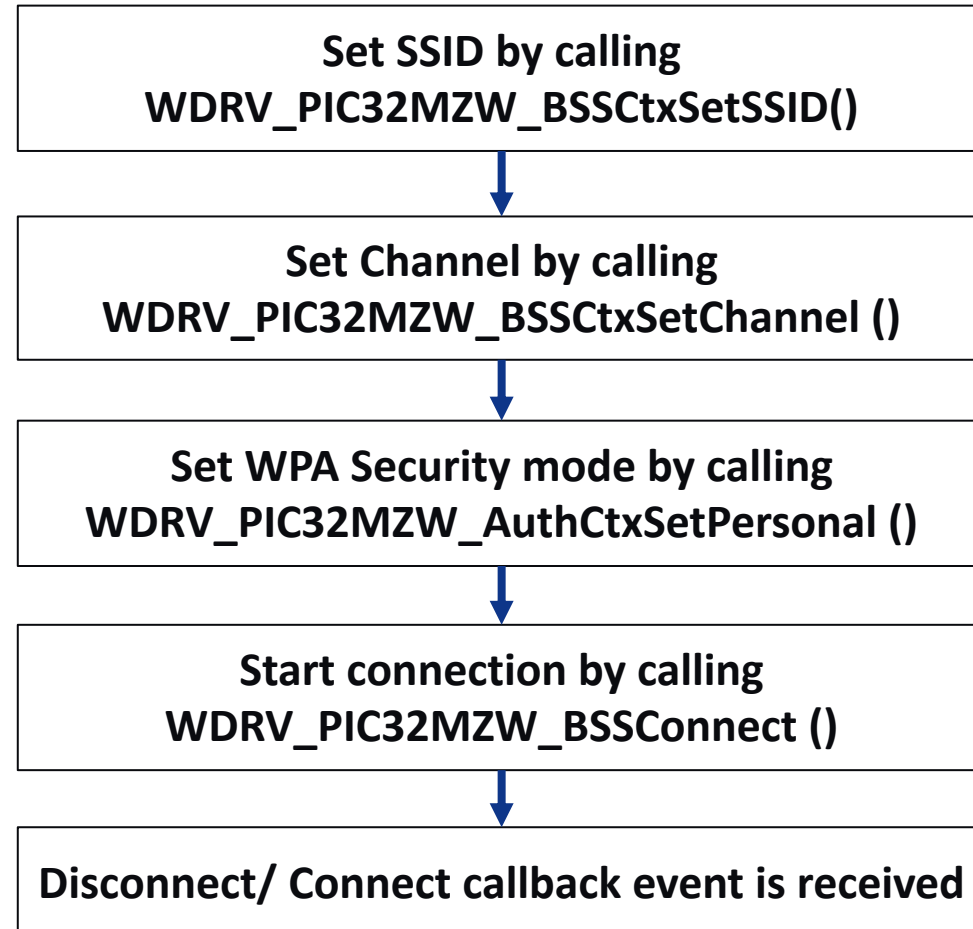 Set SSID by calling
WDRV_PIC32MZW_BSSCtxSetSSID()
Set Channel by calling
WDRV_PIC32MZW_BSSCtxSetChannel ()
Set WPA Security mode by calling
WDRV_PIC32MZW_AuthCtxSetPersonal ()
Start connection by calling
WDRV_PIC32MZW_BSSConnect ()
Disconnect/ Connect callback event is received